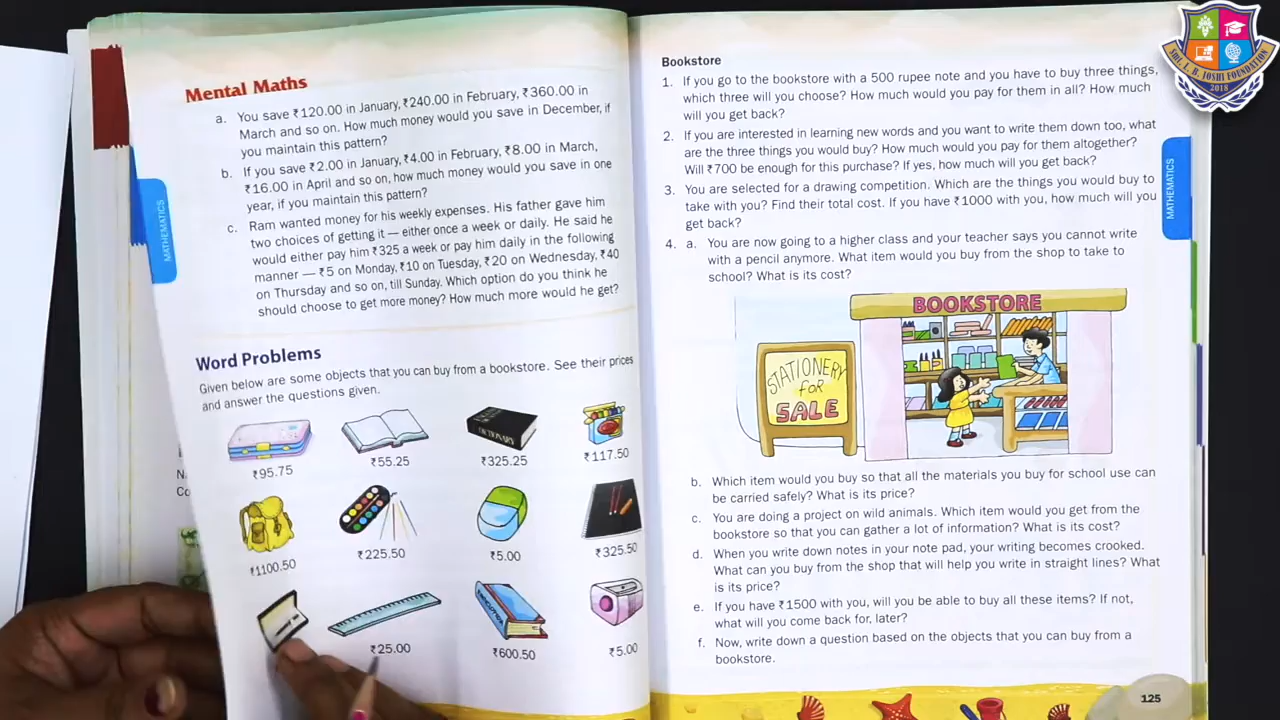 Mental Maths
a. You save ₹120.00 in January, ₹240.00 in February, ₹360.00 in
March and so on. How much money would you save in December, if
you maintain this pattern?
b. If you save ₹2.00 in January, ₹4.00 in February, ₹8.00 in March,
₹16.00 in April and so on, how much money would you save in one
year, if you maintain this pattern?
c. Ram wanted money for his weekly expenses. His father gave him
two choices of getting it — either once a week or daily. He said he
would either pay him ₹325 a week or pay him daily in the following
manner — ₹5 on Monday, ₹10 on Tuesday, ₹20 on Wednesday, ₹40
on Thursday and so on, till Sunday. Which option do you think he
should choose to get more money? How much more would he get?
MATHEMATICS
Word Problems
Given below are some objects that you can buy from a bookstore. See their prices
and answer the questions given.
DICTIONARY
₹95.75
₹55.25
₹325.25
₹117.50
₹1100.50
₹225.50
₹5.00
₹325.50
₹25.00
₹600.50
₹5.00
Bookstore
1. If you go to the bookstore with a 500 rupee note and you have to buy three things,
which three will you choose? How much would you pay for them in all? How much
will you get back?
2. If you are interested in learning new words and you want to write them down too, what
are the three things you would buy? How much would you pay for them altogether?
Will ₹700 be enough for this purchase? If yes, how much will you get back?
3. You are selected for a drawing competition. Which are the things you would buy to
take with you? Find their total cost. If you have ₹1000 with you, how much will you
get back?
4. a. You are now going to a higher class and your teacher says you cannot write
with a pencil anymore. What item would you buy from the shop to take to
school? What is its cost?
BOOKSTORE
STATIONERY
for
SALE
b. Which item would you buy so that all the materials you buy for school use can
be carried safely? What is its price?
c. You are doing a project on wild animals. Which item would you get from the
bookstore so that you can gather a lot of information? What is its cost?
d. When you write down notes in your note pad, your writing becomes crooked.
What can you buy from the shop that will help you write in straight lines? What
is its price?
e. If you have ₹1500 with you, will you be able to buy all these items? If not,
what will you come back for, later?
f. Now, write down a question based on the objects that you can buy from a
bookstore.
MATHEMATICS
125
SHL. L. B. JOSHI FOUNDATION
2018